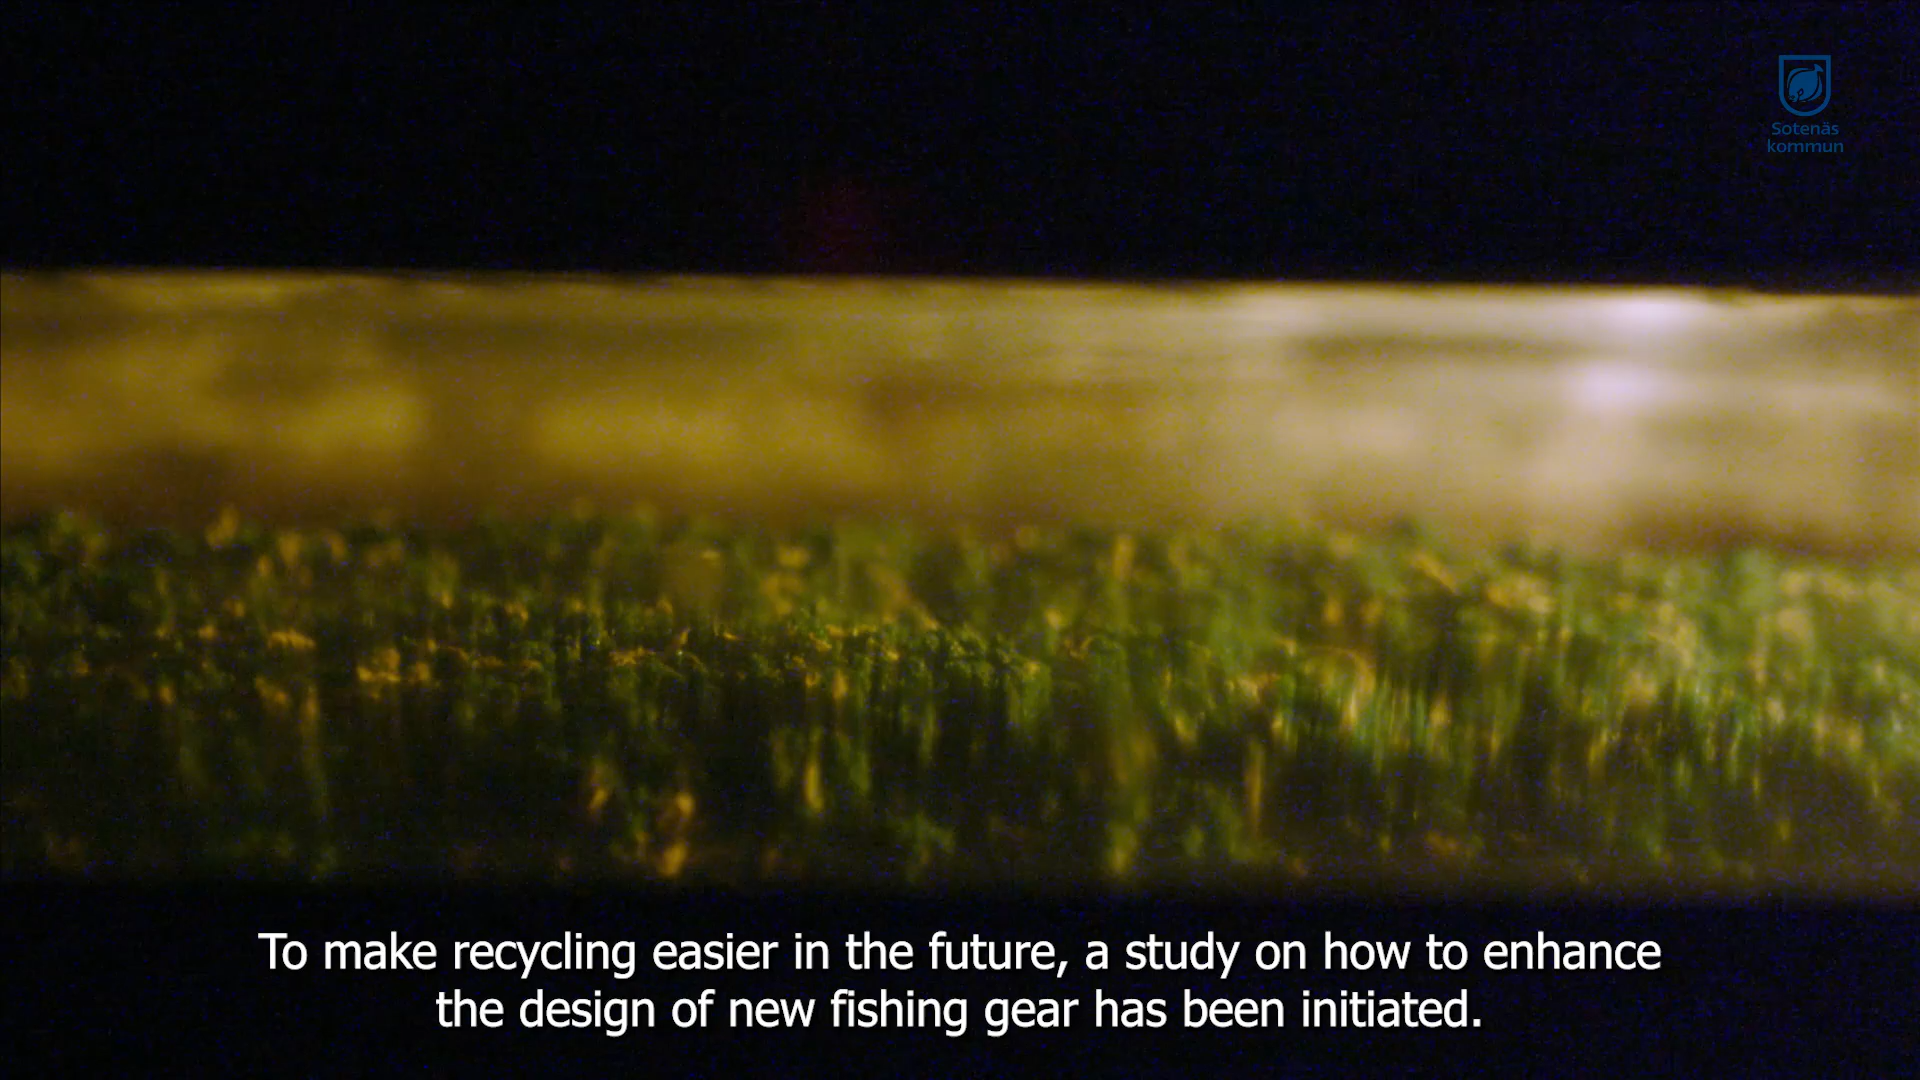 Sotenäs
kommun
To make recycling easier in the future, a study on how to enhance
the design of new fishing gear has been initiated.